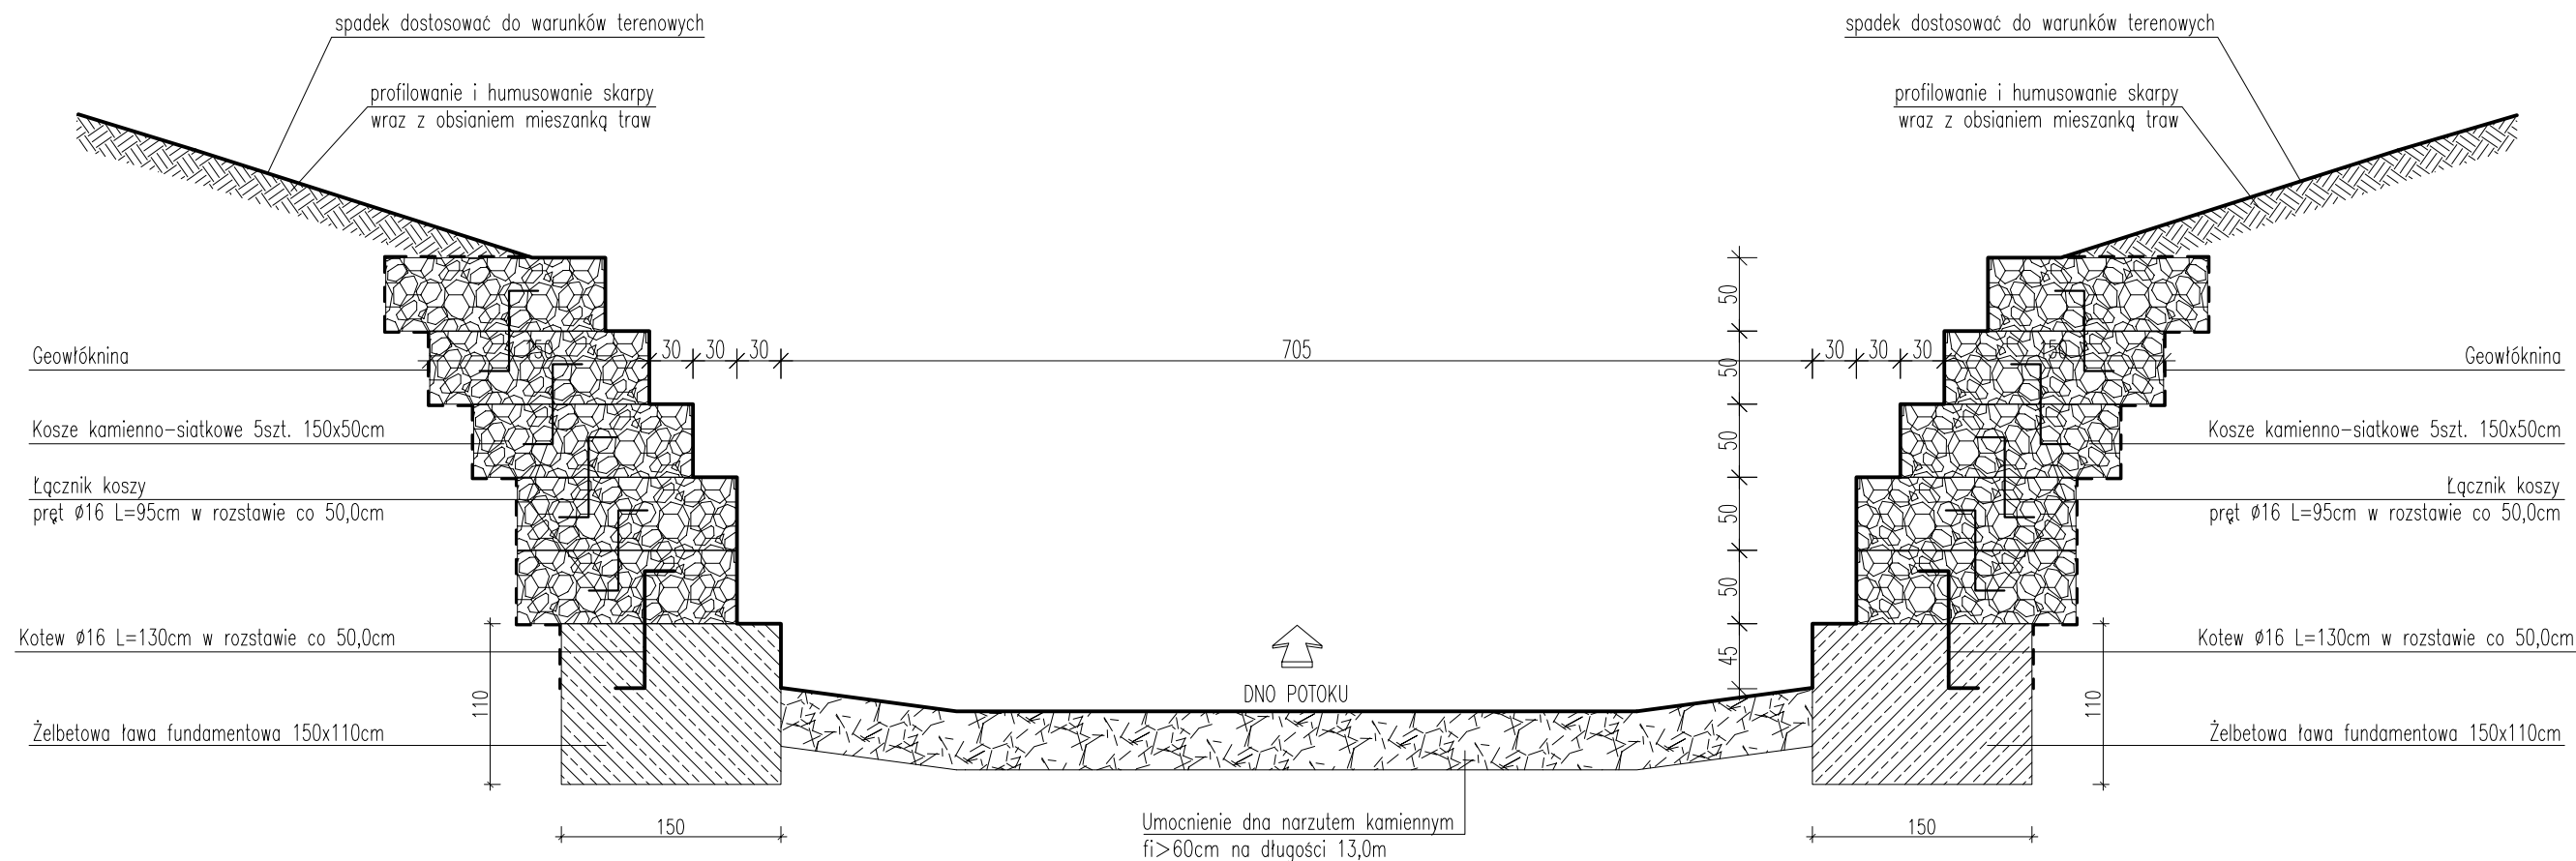 spadek dostosować do warunków terenowych
spadek dostosować do warunków terenowych
profilowanie i humusowanie skarpy
wraz z obsianiem mieszanką traw
profilowanie i humusowanie skarpy
wraz z obsianiem mieszanką traw
50
Geowłóknina
150
30
30
30
705
30
30
30
50
150
Geowłóknina
Kosze kamienno-siatkowe 5szt. 150x50cm
50
Kosze kamienno-siatkowe 5szt. 150x50cm
Łącznik koszy
pręt ø16 L=95cm w rozstawie co 50,0cm
50
Łącznik koszy
pręt ø16 L=95cm w rozstawie co 50,0cm
50
Kotew ø16 L=130cm w rozstawie co 50,0cm
45
Kotew ø16 L=130cm w rozstawie co 50,0cm
DNO POTOKU
110
110
Żelbetowa ława fundamentowa 150x110cm
Żelbetowa ława fundamentowa 150x110cm
150
Umocnienie dna narzutem kamiennym
fi>60cm na długości 13,0m
150